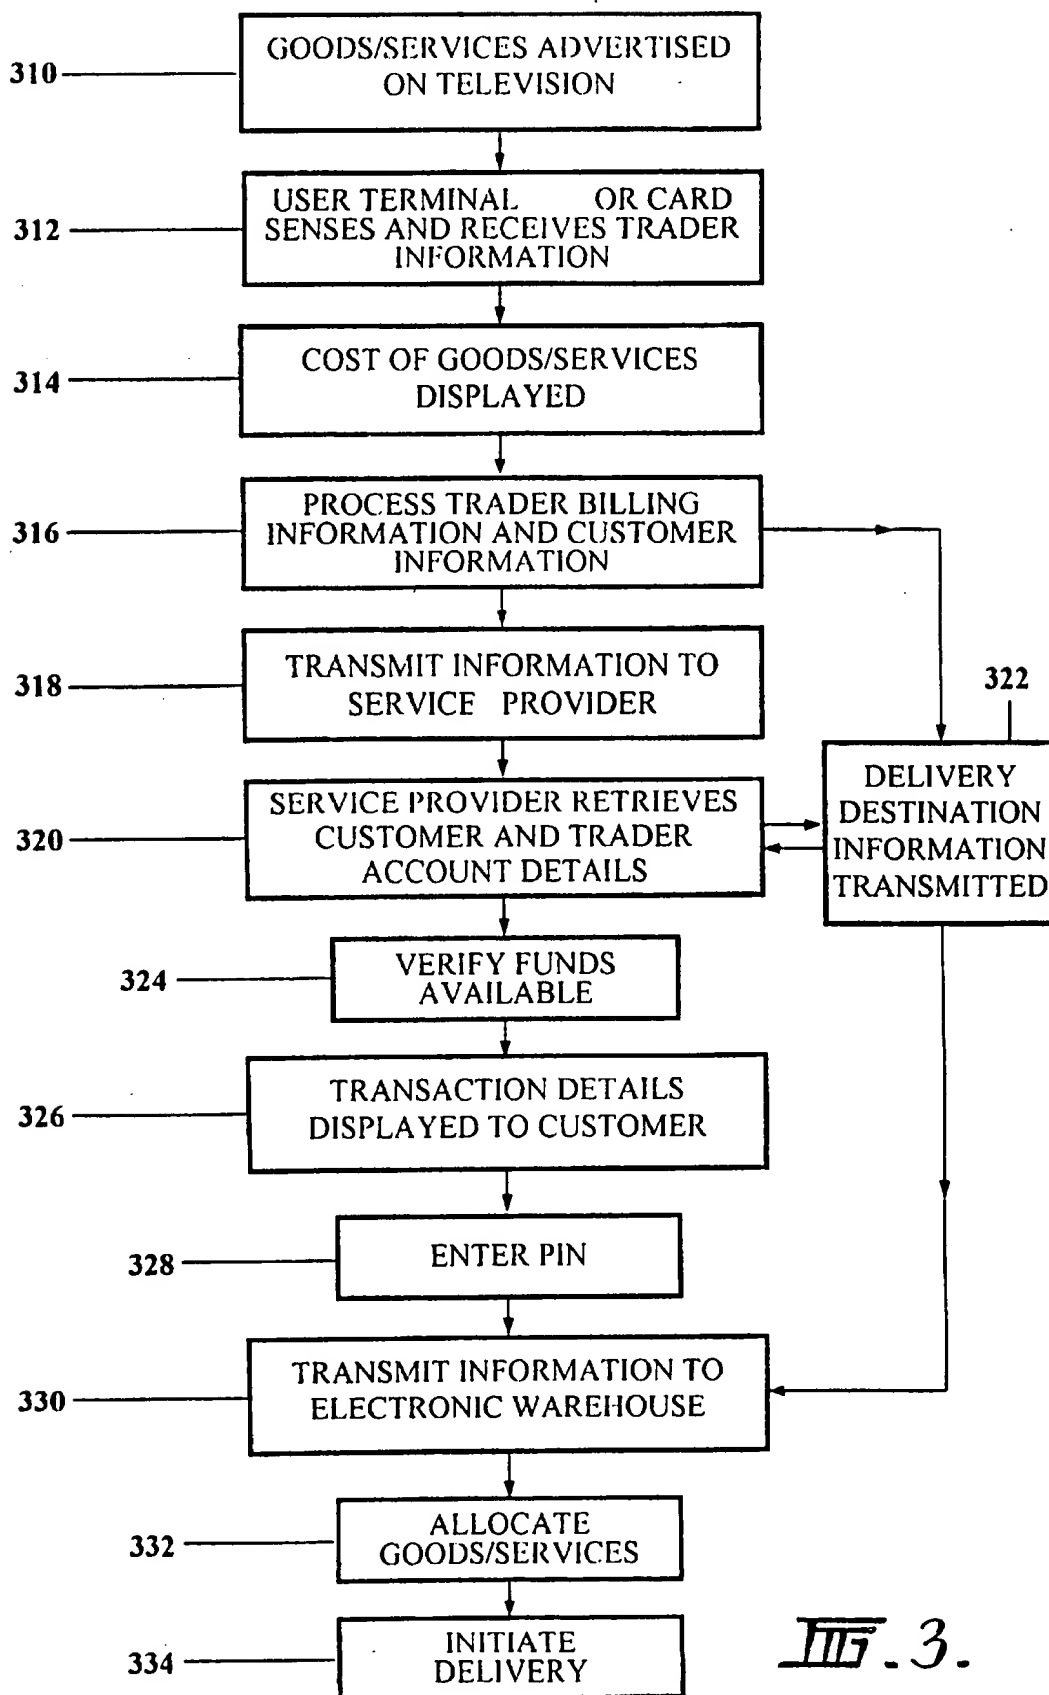 GOODS/SERVICES ADVERTISED
ON TELEVISION
310
USER TERMINAL OR CARD
SENSES AND RECEIVES TRADER
INFORMATION
312
COST OF GOODS/SERVICES
DISPLAYED
314
PROCESS TRADER BILLING
INFORMATION AND CUSTOMER
INFORMATION
316
TRANSMIT INFORMATION TO
SERVICE PROVIDER
318
322
DELIVERY
DESTINATION
INFORMATION
TRANSMITTED
SERVICE PROVIDER RETRIEVES
CUSTOMER AND TRADER
ACCOUNT DETAILS
320
VERIFY FUNDS
AVAILABLE
324
TRANSACTION DETAILS
DISPLAYED TO CUSTOMER
326
ENTER PIN
328
TRANSMIT INFORMATION TO
ELECTRONIC WAREHOUSE
330
ALLOCATE
GOODS/SERVICES
332
INITIATE
DELIVERY
334
FIG. 3.